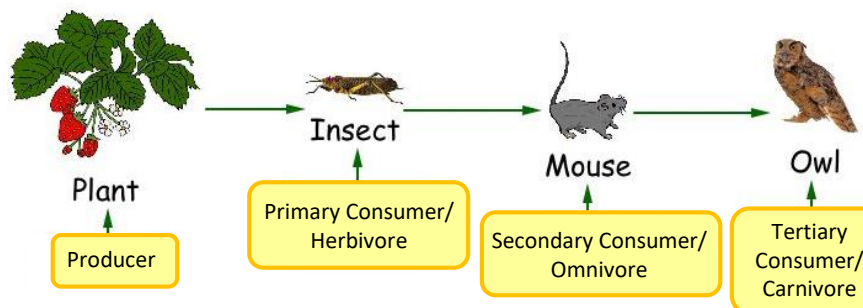 Plant
Insect
Mouse
Owl
Producer
Primary Consumer/
Herbivore
Secondary Consumer/
Omnivore
Tertiary
Consumer/
Carnivore